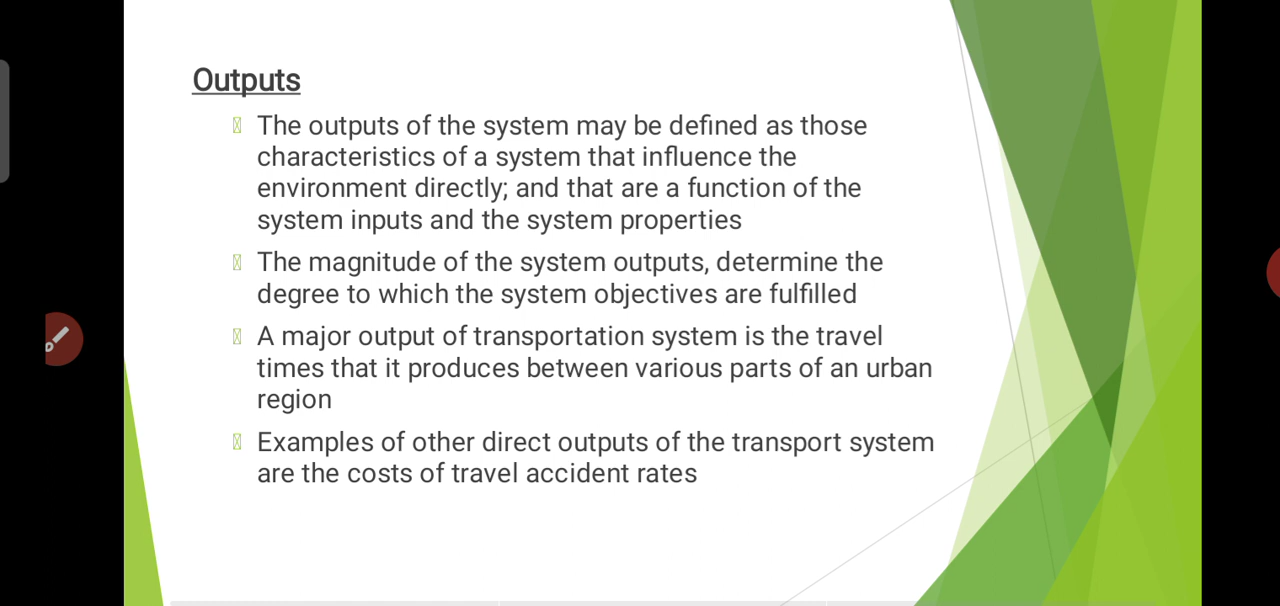 Outputs
The outputs of the system may be defined as those
characteristics of a system that influence the
environment directly; and that are a function of the
system inputs and the system properties
The magnitude of the system outputs, determine the
degree to which the system objectives are fulfilled
A major output of transportation system is the travel
times that it produces between various parts of an urban
region
Examples of other direct outputs of the transport system
are the costs of travel accident rates